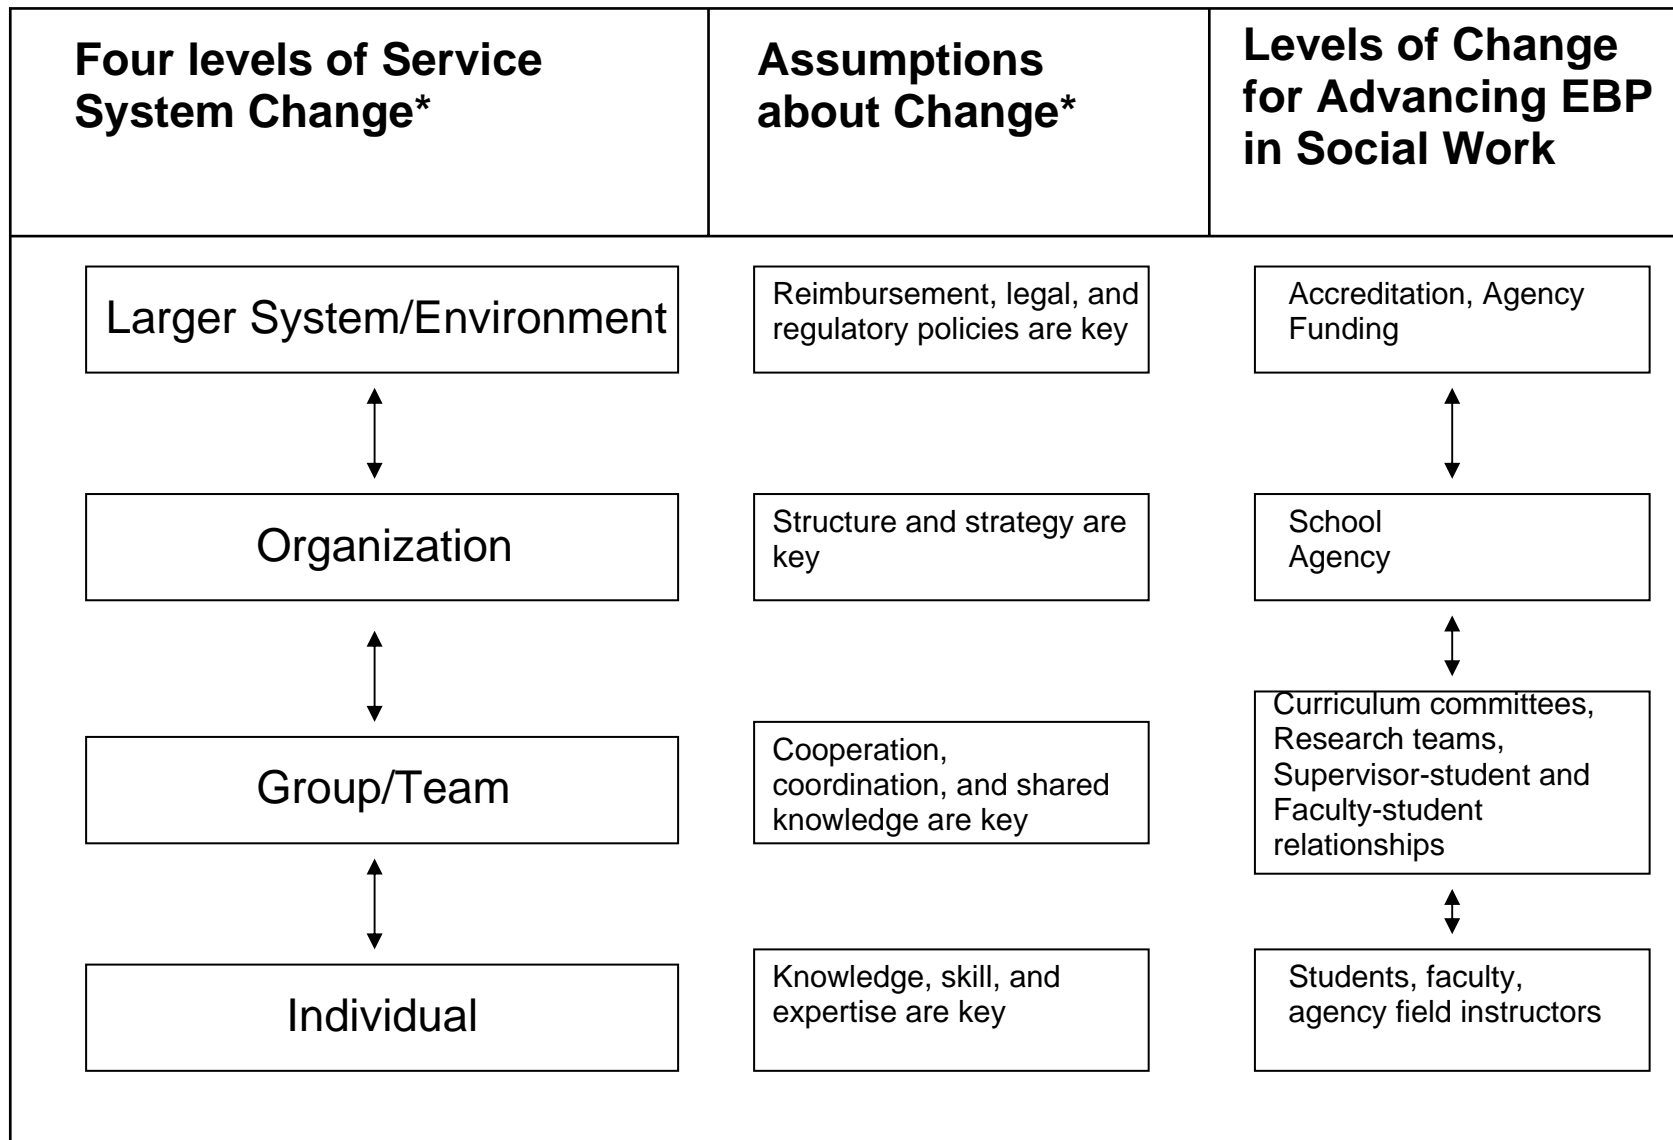 Four levels of Service
System Change*
Assumptions
about Change*
Levels of Change
for Advancing EBP
in Social Work
Larger System/Environment
Reimbursement, legal, and
regulatory policies are key
Accreditation, Agency
Funding
Organization
Structure and strategy are
key
School
Agency
Group/Team
Cooperation,
coordination, and shared
knowledge are key
Curriculum committees,
Research teams,
Supervisor-student and
Faculty-student
relationships
Individual
Knowledge, skill, and
expertise are key
Students, faculty,
agency field instructors